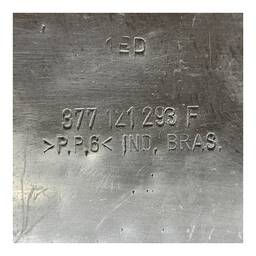 1ED
377 121 293 F
>P.P.6< IND. BRAS.